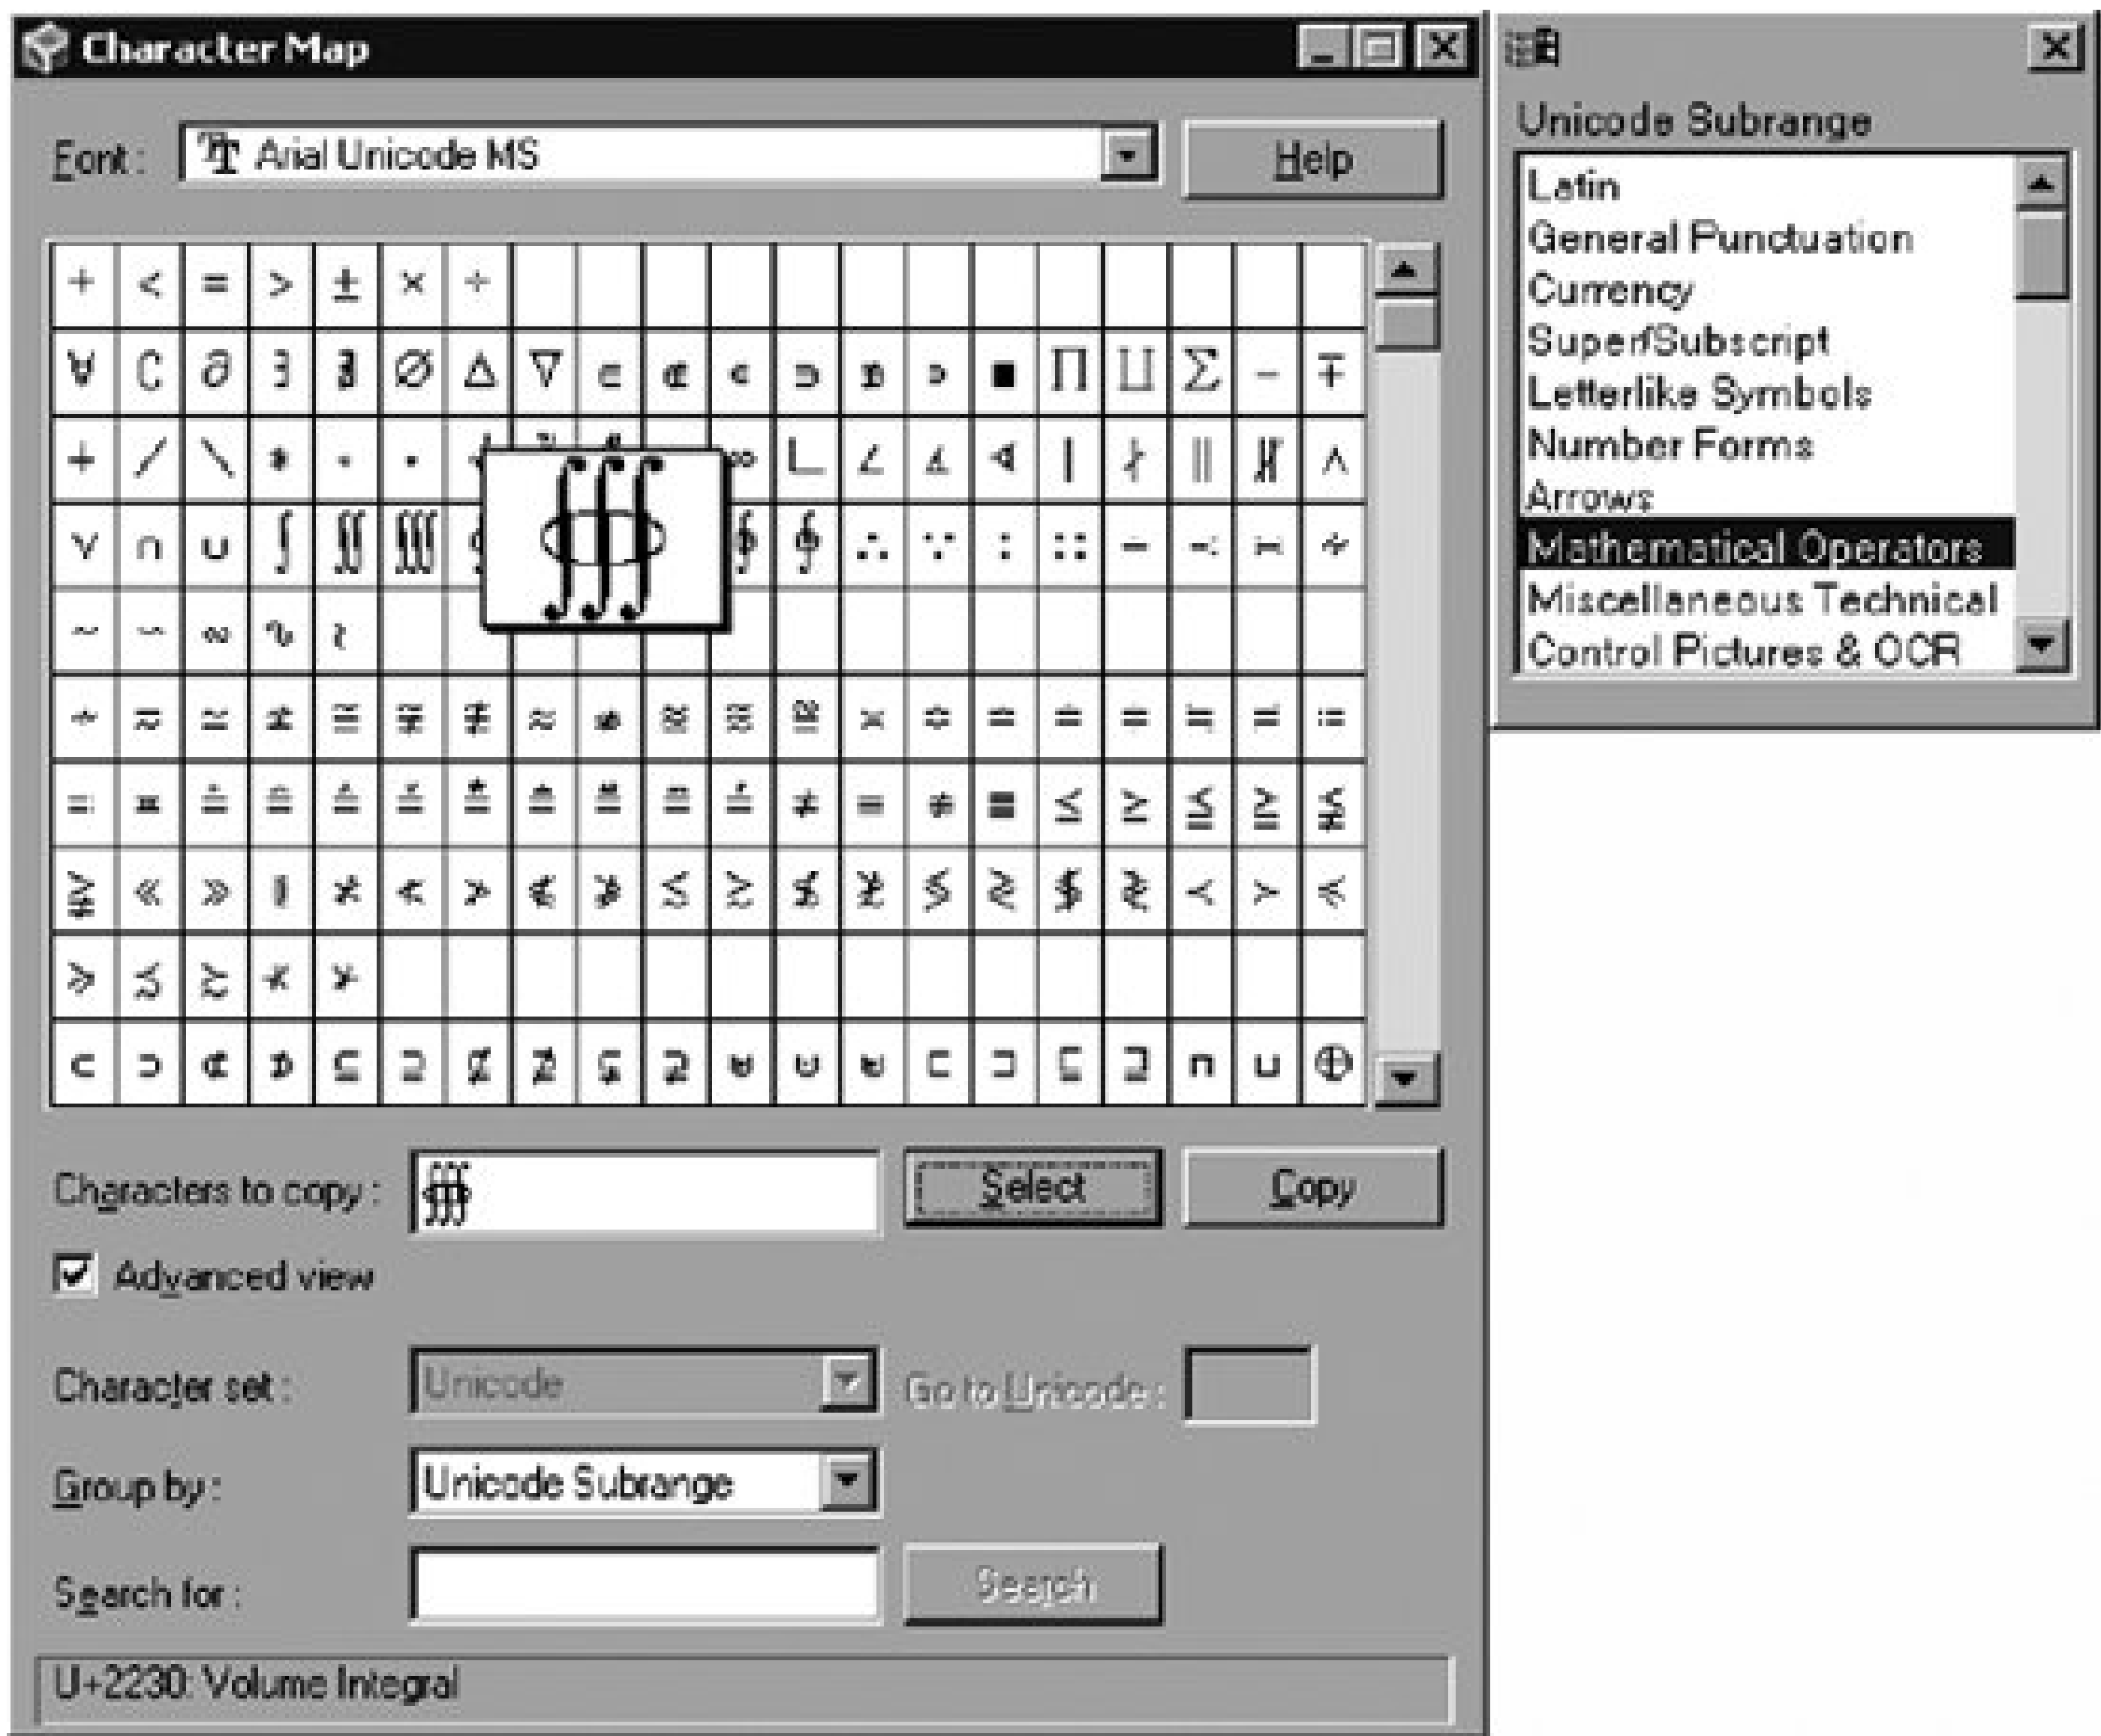 Character Map
Font: Arial Unicode MS
Help
+ < = > ± × ÷
∀ ∁ ∂ ∃ ∄ ∅ ∆ ∇ ∈ ∉ ∊ ∋ ∌ ∍ ∎ ∏ ∐ ∑ − ∓
∔ ∕ ∖ ∗ ∘ ∙ ∞ ∟ ∠ ∡ ∢ ∣ ∤ ∥ ∦ ∧
∨ ∩ ∪ ∫ ∬ ∭ ∰ ∲ ∳ ∴ ∵ ∶ ∷ ∸ ∹ ∺ ∻
∼ ∽ ∾ ∿ ≀
≁ ≂ ≃ ≄ ≅ ≆ ≇ ≈ ≉ ≊ ≋ ≌ ≍ ≎ ≏ ≐ ≑ ≒ ≓ ≔
≕ ≖ ≗ ≘ ≙ ≚ ≛ ≜ ≝ ≞ ≟ ≠ ≡ ≢ ≣ ≤ ≥ ≦ ≧ ≨
≩ ≪ ≫ ≬ ≭ ≮ ≯ ≰ ≱ ≲ ≳ ≴ ≵ ≶ ≷ ≸ ≹ ≺ ≻ ≼
≽ ≾ ≿ ⊀ ⊁
⊂ ⊃ ⊄ ⊅ ⊆ ⊇ ⊈ ⊉ ⊊ ⊋ ⊌ ⊍ ⊎ ⊏ ⊐ ⊑ ⊒ ⊓ ⊔ ⊕
Characters to copy: ∰
Select
Copy
Advanced view
Character set: Unicode
Go to Unicode:
Group by: Unicode Subrange
Search for:
Search
U+2230: Volume Integral
Unicode Subrange
Latin
General Punctuation
Currency
Super/Subscript
Letterlike Symbols
Number Forms
Arrows
Mathematical Operators
Miscellaneous Technical
Control Pictures & OCR